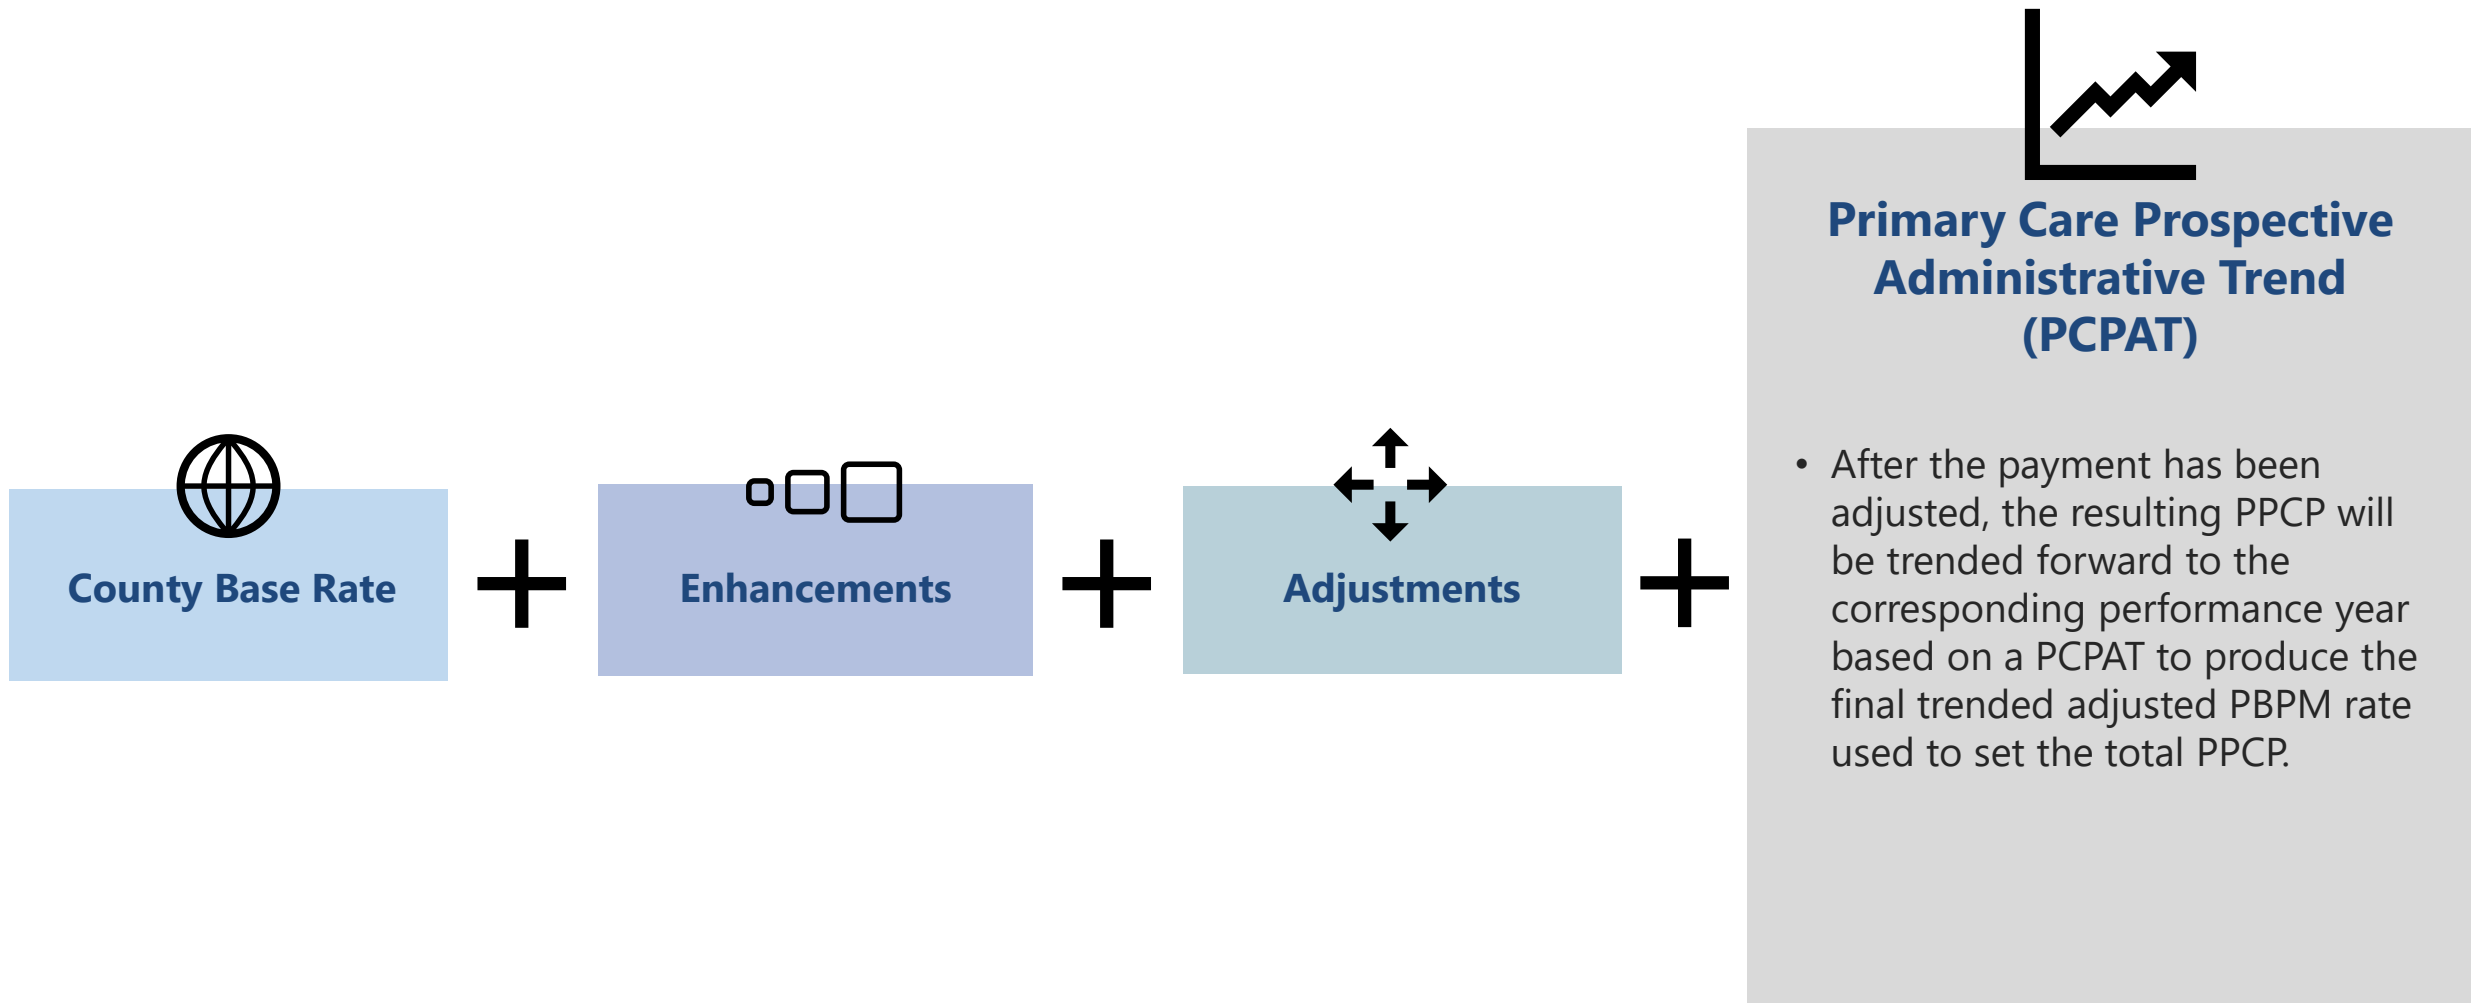 County Base Rate
Enhancements
Adjustments
Primary Care Prospective
Administrative Trend
(PCPAT)
• After the payment has been
adjusted, the resulting PPCP will
be trended forward to the
corresponding performance year
based on a PCPAT to produce the
final trended adjusted PBPM rate
used to set the total PPCP.